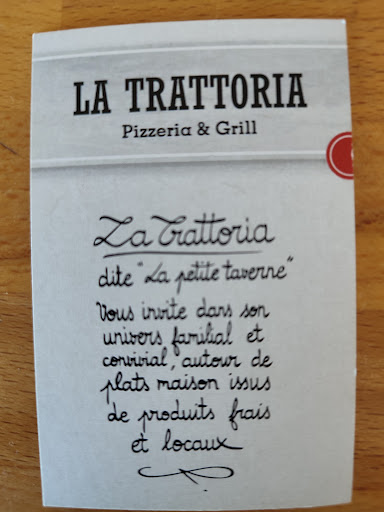 LA TRATTORIA
Pizzeria & Grill
La Trattoria
dite "La petite taverne"
Vous invite dans son
univers familial et
convivial, autour de
plats maison issus
de produits frais
et locaux